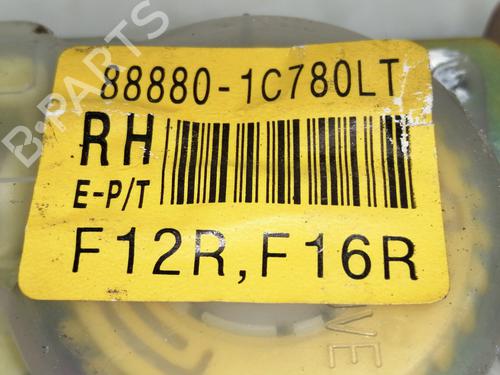 88880-1C780LT
RH
E-P/T
F12R, F16R
B-PARTS